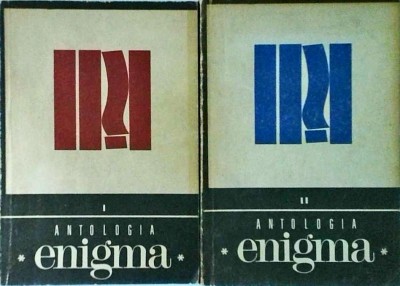 I
ANTOLOGIA
* enigma *
II
ANTOLOGIA
* enigma *